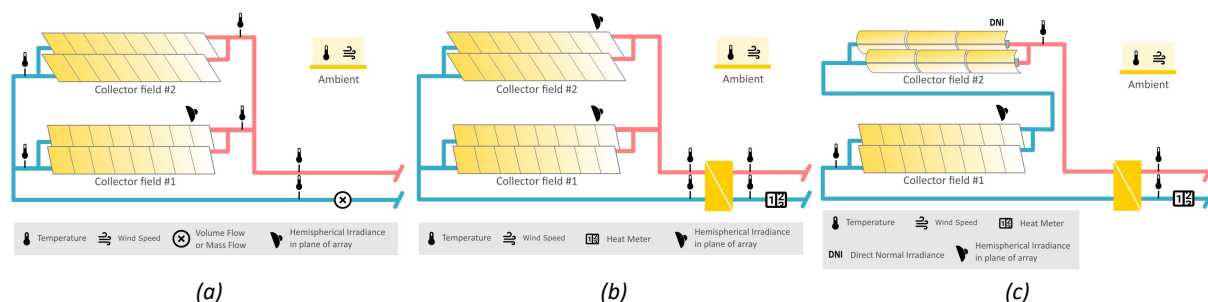 Ambient
Collector field #2
Collector field #1
Temperature
Wind Speed
Volume Flow
or Mass Flow
Hemispherical Irradiance
in plane of array
(a)
Ambient
Collector field #2
Collector field #1
Temperature
Wind Speed
Heat Meter
Hemispherical Irradiance
in plane of array
(b)
DNI
Ambient
Collector field #2
Collector field #1
Temperature
Wind Speed
Heat Meter
DNI Direct Normal Irradiance
Hemispherical Irradiance
in plane of array
(c)